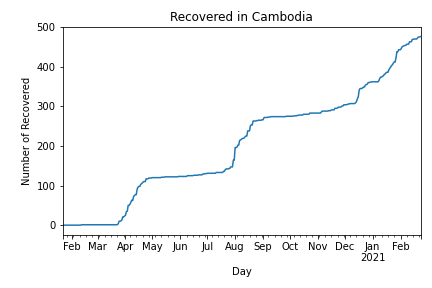 Recovered in Cambodia
Number of Recovered
500
400
300
200
100
0
Feb Mar Apr May Jun Jul Aug Sep Oct Nov Dec Jan Feb
2021
Day